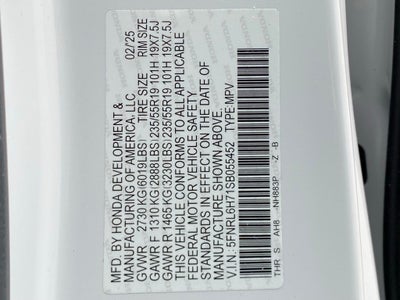 MFD. BY HONDA DEVELOPMENT &
MANUFACTURING OF AMERICA, LLC 02/25
GVWR 2730 KG(6019LBS) TIRE SIZE RIM SIZE
GAWR F 1310 KG(2888LBS) 235/55R19 101H 19X7.5J
GAWR R 1466 KG(3230LBS) 235/55R19 101H 19X7.5J
THIS VEHICLE CONFORMS TO ALL APPLICABLE
FEDERAL MOTOR VEHICLE SAFETY
STANDARDS IN EFFECT ON THE DATE OF
MANUFACTURE SHOWN ABOVE.
V.I.N.: 5FNRL6H71SB055452 TYPE:MPV
THR S AH8 NH883P -Z -B